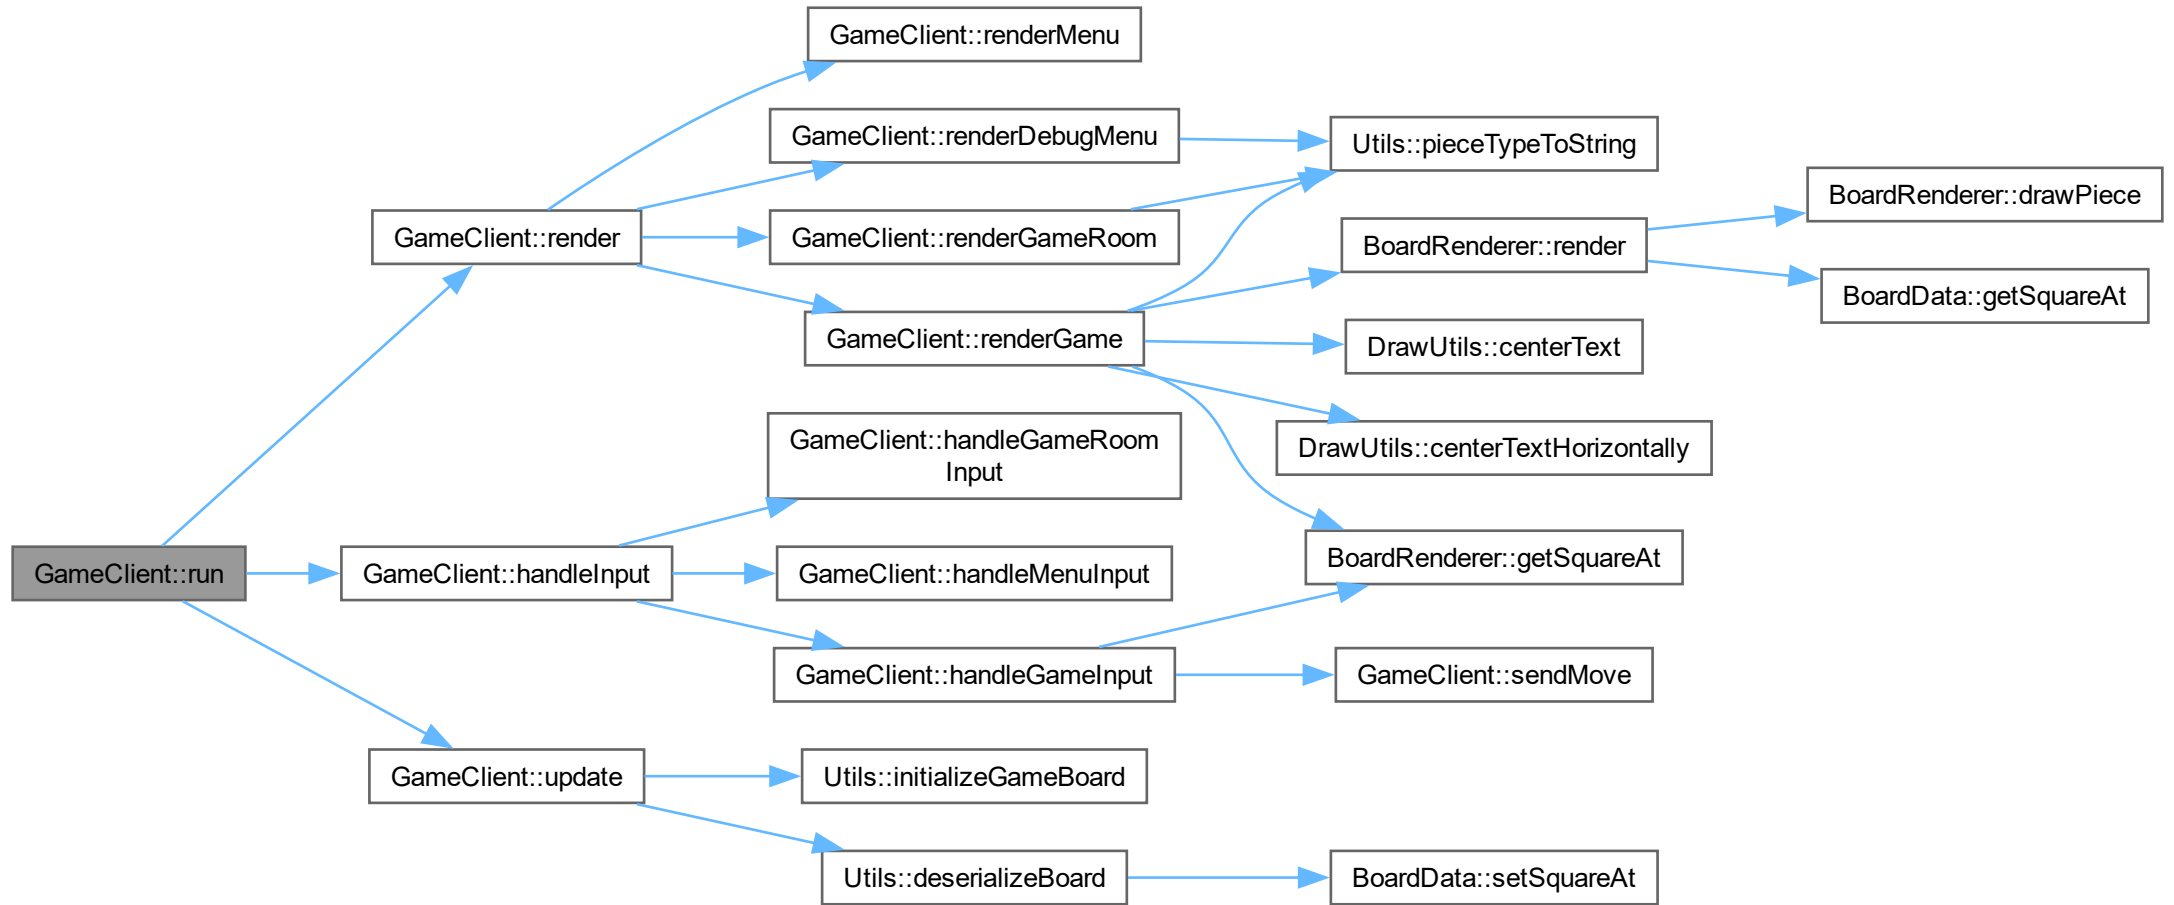 GameClient::renderMenu
GameClient::renderDebugMenu
Utils::pieceTypeToString
BoardRenderer::drawPiece
GameClient::render
GameClient::renderGameRoom
BoardRenderer::render
BoardData::getSquareAt
GameClient::renderGame
DrawUtils::centerText
GameClient::handleGameRoom
Input
DrawUtils::centerTextHorizontally
GameClient::run
GameClient::handleInput
GameClient::handleMenuInput
BoardRenderer::getSquareAt
GameClient::handleGameInput
GameClient::sendMove
GameClient::update
Utils::initializeGameBoard
Utils::deserializeBoard
BoardData::setSquareAt